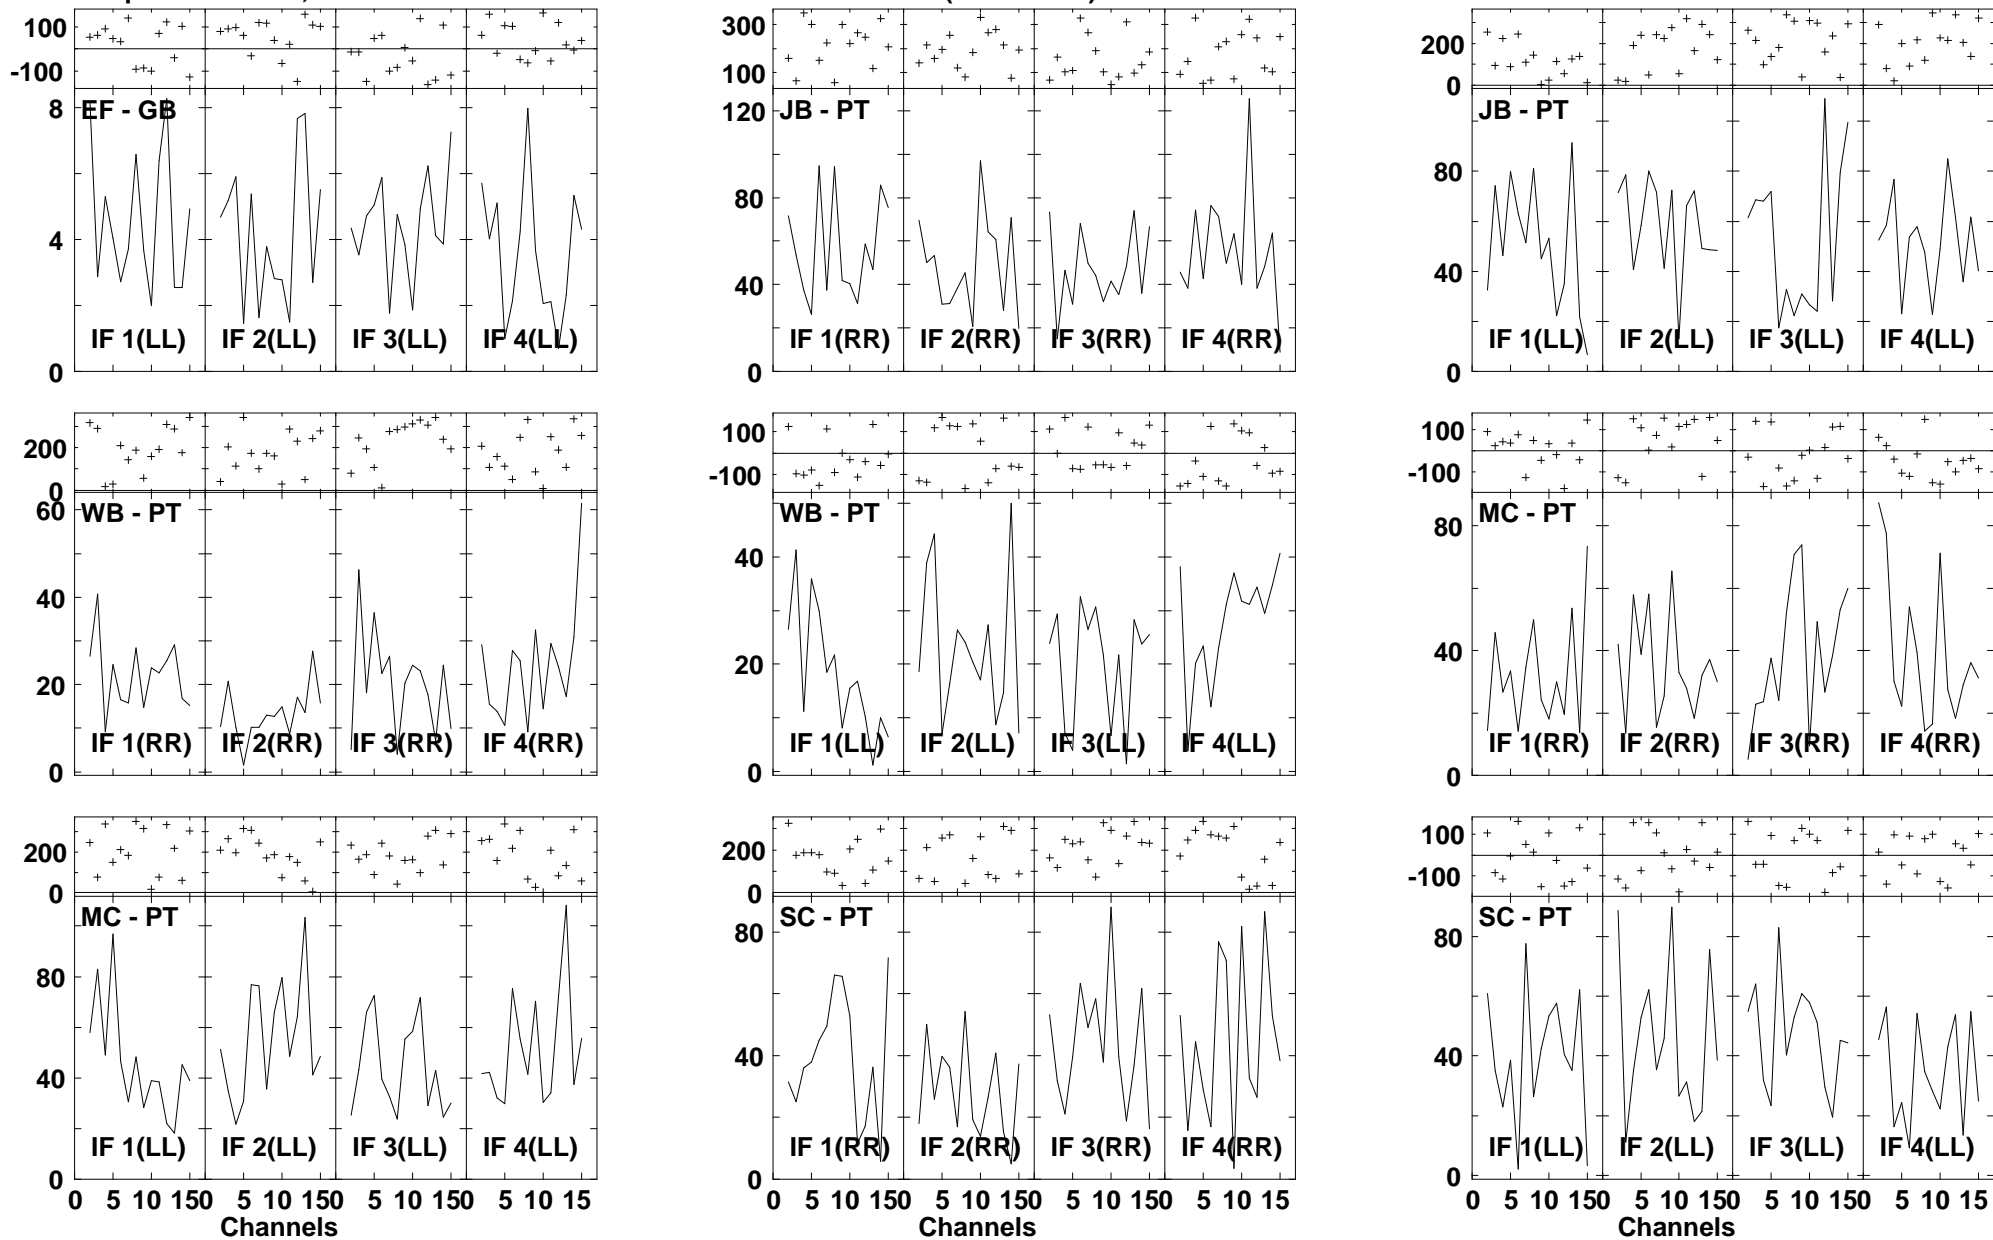 100 300 200
-100 100 0
EF - GB JB - PT JB - PT
8 120
80 80
4 40 40
IF 1(LL) IF 2(LL) IF 3(LL) IF 4(LL) IF 1(RR) IF 2(RR) IF 3(RR) IF 4(RR) IF 1(LL) IF 2(LL) IF 3(LL) IF 4(LL)
0 0 0
200 100 100
0 -100 -100
WB - PT WB - PT MC - PT
60 80
40 40
20 20 40
IF 1(RR) IF 2(RR) IF 3(RR) IF 4(RR) IF 1(LL) IF 2(LL) IF 3(LL) IF 4(LL) IF 1(RR) IF 2(RR) IF 3(RR) IF 4(RR)
0 0 0
200 200 100
0 0 -100
MC - PT SC - PT SC - PT
80 80 80
40 40 40
IF 1(LL) IF 2(LL) IF 3(LL) IF 4(LL) IF 1(RR) IF 2(RR) IF 3(RR) IF 4(RR) IF 1(LL) IF 2(LL) IF 3(LL) IF 4(LL)
0 0 0
0 5 10 150 5 10 150 5 10 150 5 10 15 0 5 10 150 5 10 150 5 10 150 5 10 15 0 5 10 150 5 10 150 5 10 150 5 10 15
Channels Channels Channels